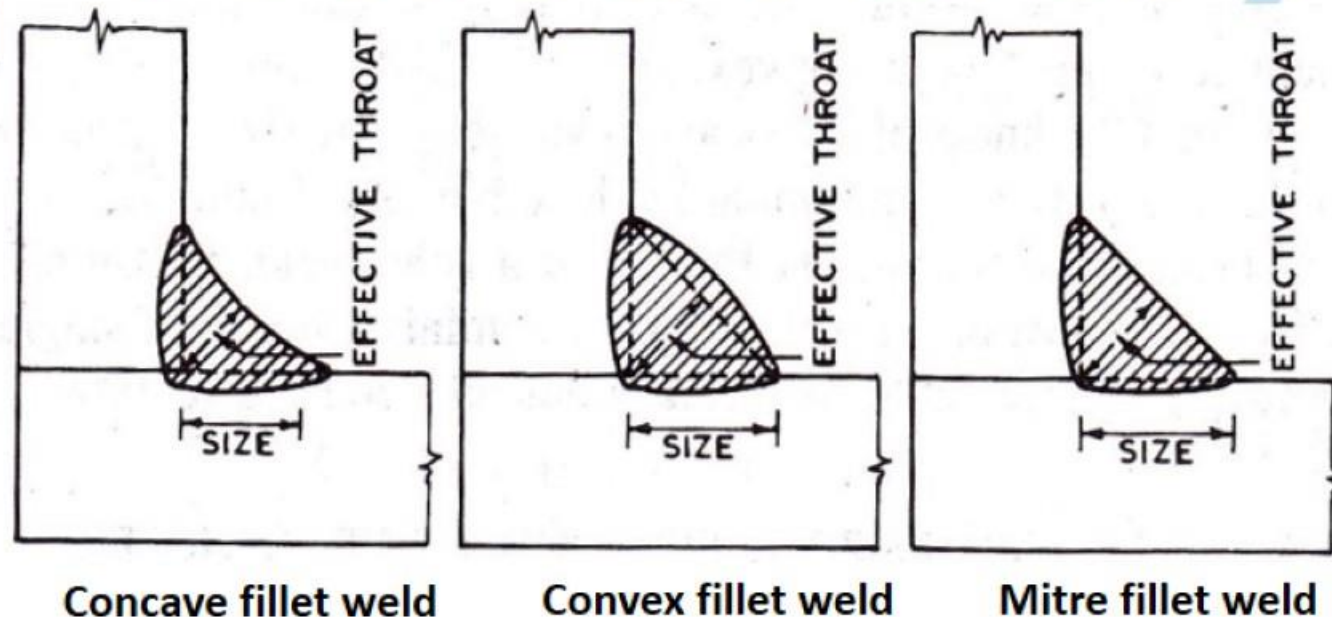 EFFECTIVE THROAT
SIZE
EFFECTIVE THROAT
SIZE
EFFECTIVE THROAT
SIZE
Concave fillet weld
Convex fillet weld
Mitre fillet weld